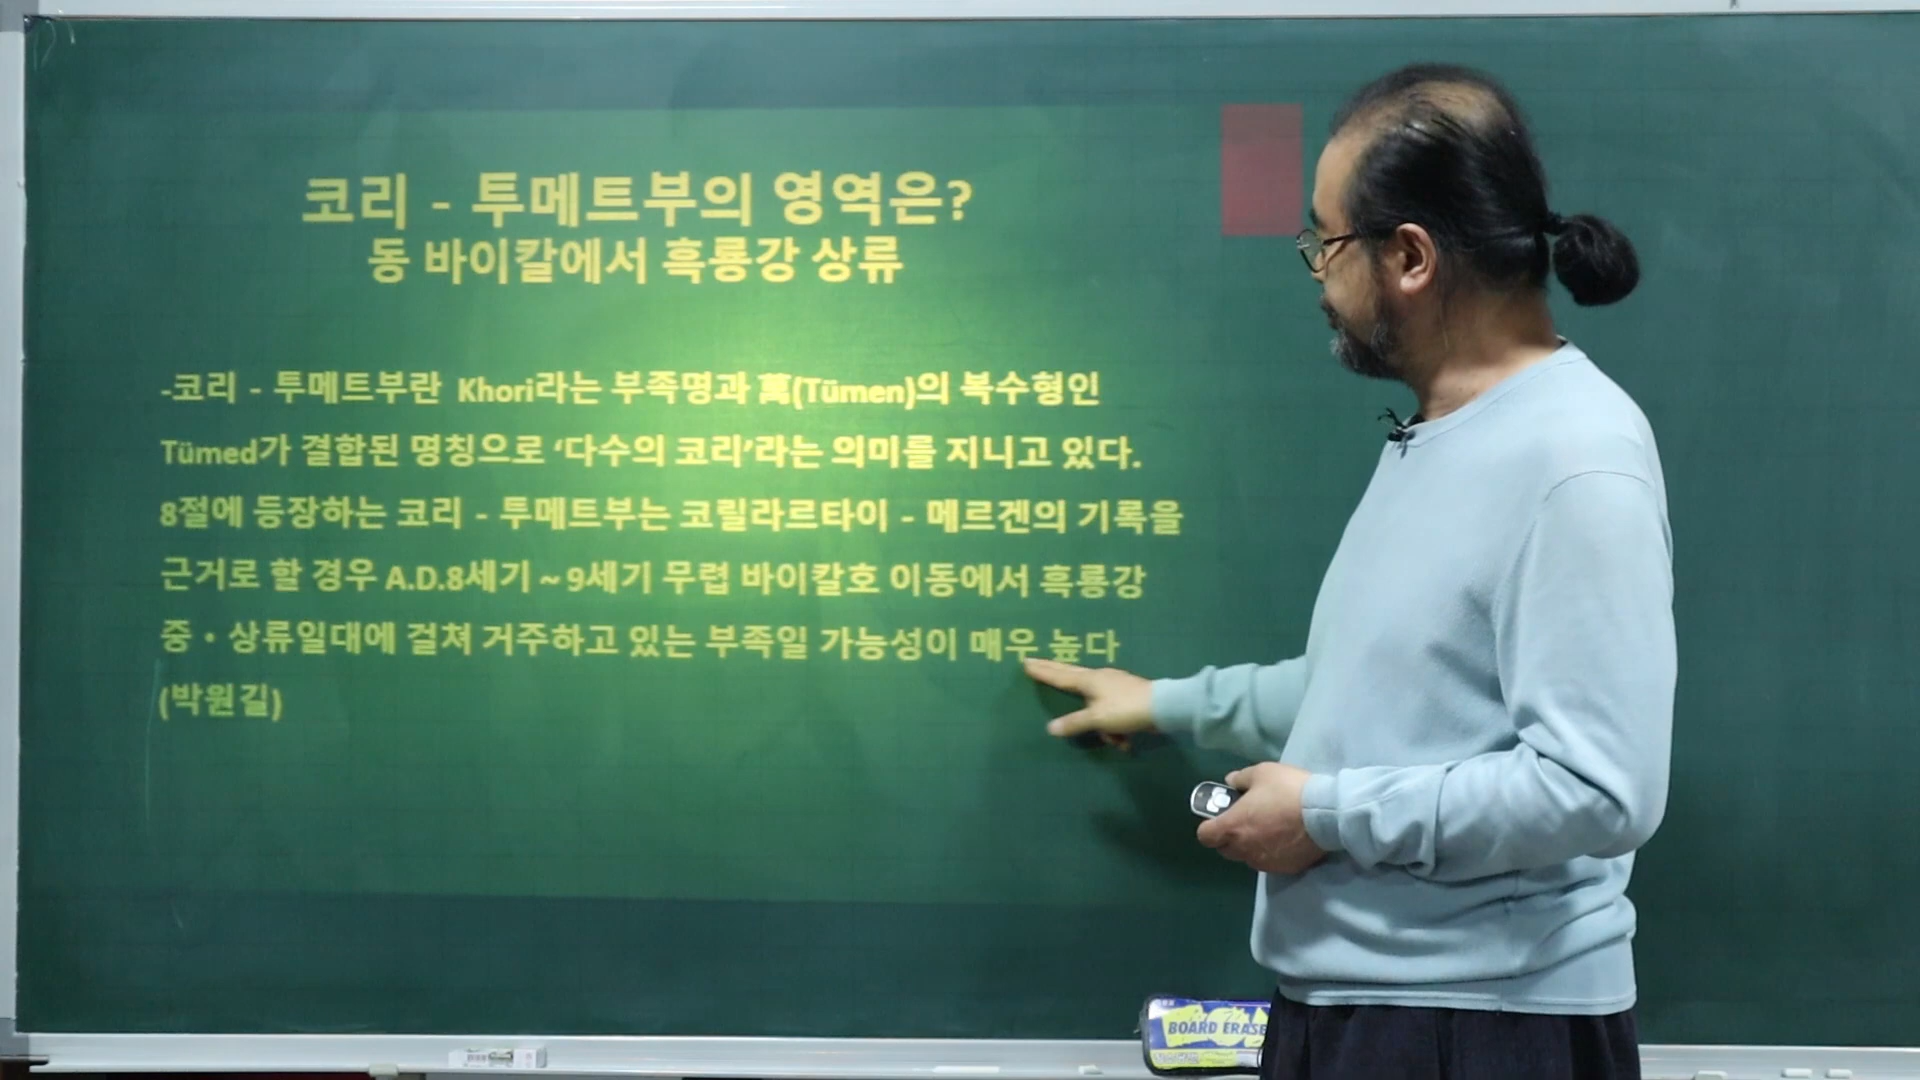 코리 - 투메트부의 영역은?
동 바이칼에서 흑룡강 상류
-코리 - 투메트부란 Khori라는 부족명과 萬(Tümen)의 복수형인
Tümed가 결합된 명칭으로 ‘다수의 코리’라는 의미를 지니고 있다.
8절에 등장하는 코리 - 투메트부는 코릴라르타이 - 메르겐의 기록을
근거로 할 경우 A.D.8세기 ~ 9세기 무렵 바이칼호 이동에서 흑룡강
중·상류일대에 걸쳐 거주하고 있는 부족일 가능성이 매우 높다
(박원길)
BOARD ERASE